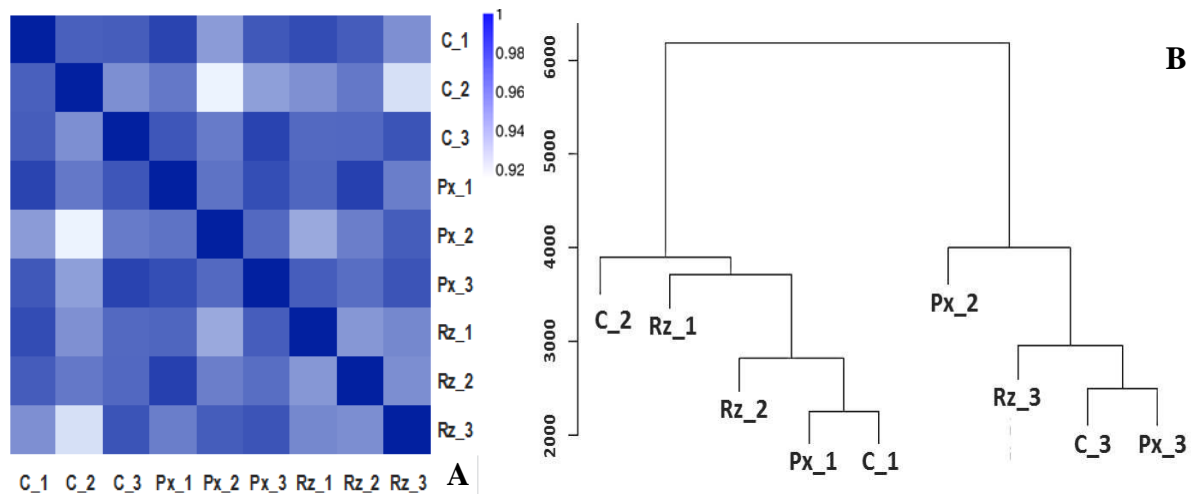 1
0.98
0.96
0.94
0.92
C_1
C_2
C_3
Px_1
Px_2
Px_3
Rz_1
Rz_2
Rz_3
C_1 C_2 C_3 Px_1 Px_2 Px_3 Rz_1 Rz_2 Rz_3
A
B
6000
5000
4000
3000
2000
C_2
Rz_1
Rz_2
Px_1
C_1
Px_2
Rz_3
C_3
Px_3